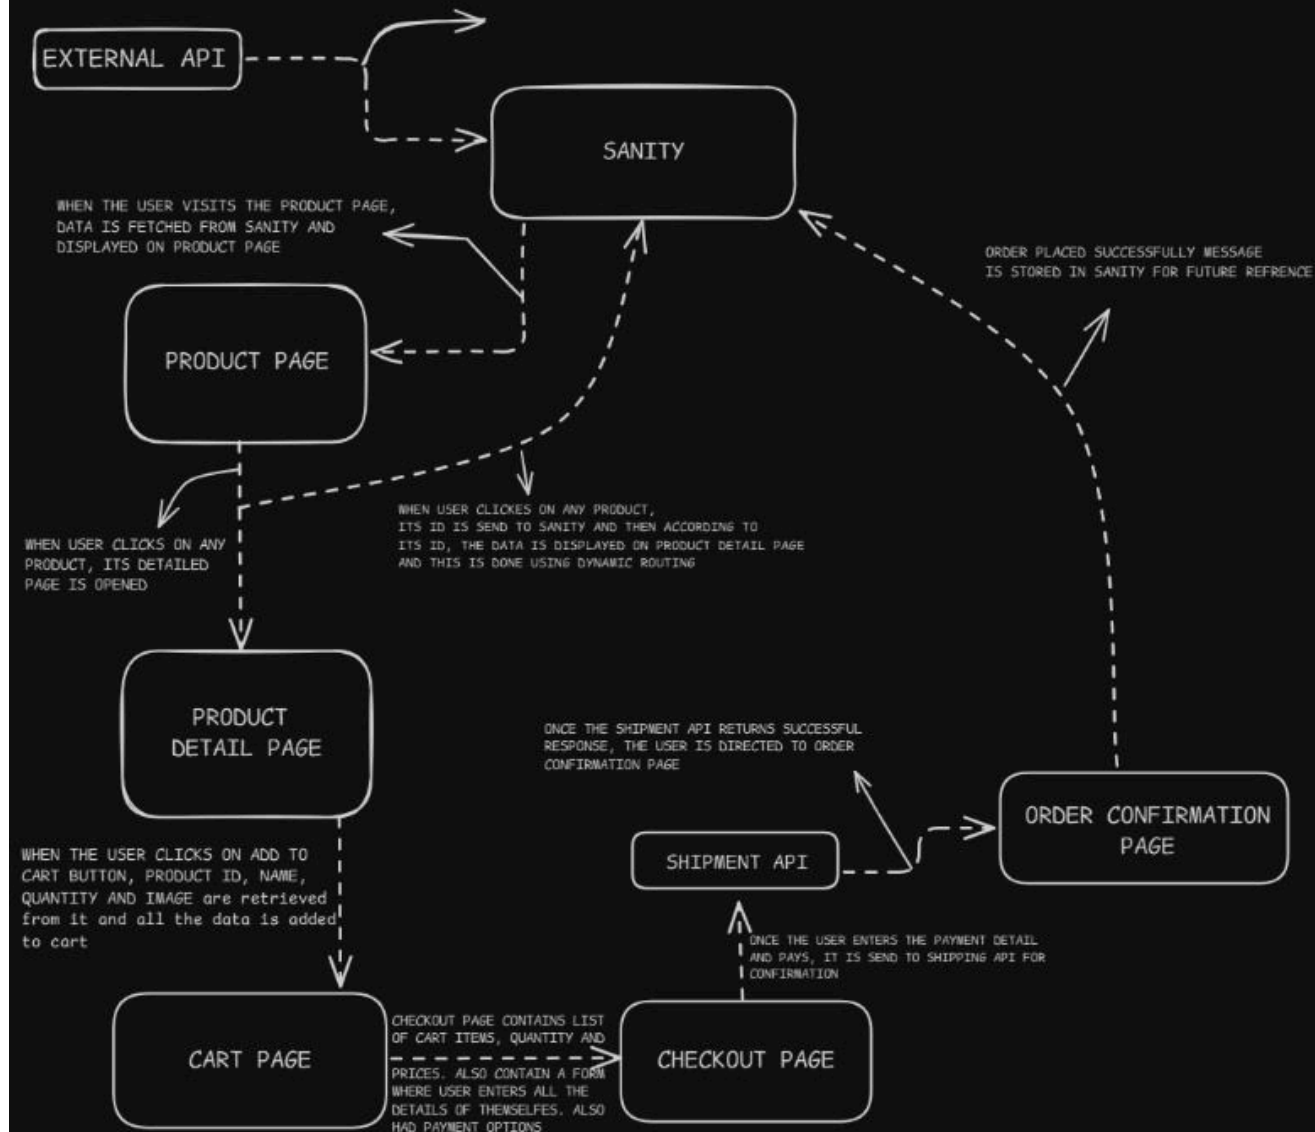 EXTERNAL API
SANITY
WHEN THE USER VISITS THE PRODUCT PAGE,
DATA IS FETCHED FROM SANITY AND
DISPLAYED ON PRODUCT PAGE
ORDER PLACED SUCCESSFULLY MESSAGE
IS STORED IN SANITY FOR FUTURE REFRENCE
PRODUCT PAGE
WHEN USER CLICKES ON ANY PRODUCT,
ITS ID IS SEND TO SANITY AND THEN ACCORDING TO
ITS ID, THE DATA IS DISPLAYED ON PRODUCT DETAIL PAGE
AND THIS IS DONE USING DYNAMIC ROUTING
WHEN USER CLICKS ON ANY
PRODUCT, ITS DETAILED
PAGE IS OPENED
PRODUCT
DETAIL PAGE
ONCE THE SHIPMENT API RETURNS SUCCESSFUL
RESPONSE, THE USER IS DIRECTED TO ORDER
CONFIRMATION PAGE
ORDER CONFIRMATION
PAGE
SHIPMENT API
WHEN THE USER CLICKS ON ADD TO
CART BUTTON, PRODUCT ID, NAME,
QUANTITY AND IMAGE are retrieved
from it and all the data is added
to cart
ONCE THE USER ENTERS THE PAYMENT DETAIL
AND PAYS, IT IS SEND TO SHIPPING API FOR
CONFIRMATION
CART PAGE
CHECKOUT PAGE CONTAINS LIST
OF CART ITEMS, QUANTITY AND
PRICES. ALSO CONTAIN A FORM
WHERE USER ENTERS ALL THE
DETAILS OF THEMSELFES. ALSO
HAD PAYMENT OPTIONS
CHECKOUT PAGE